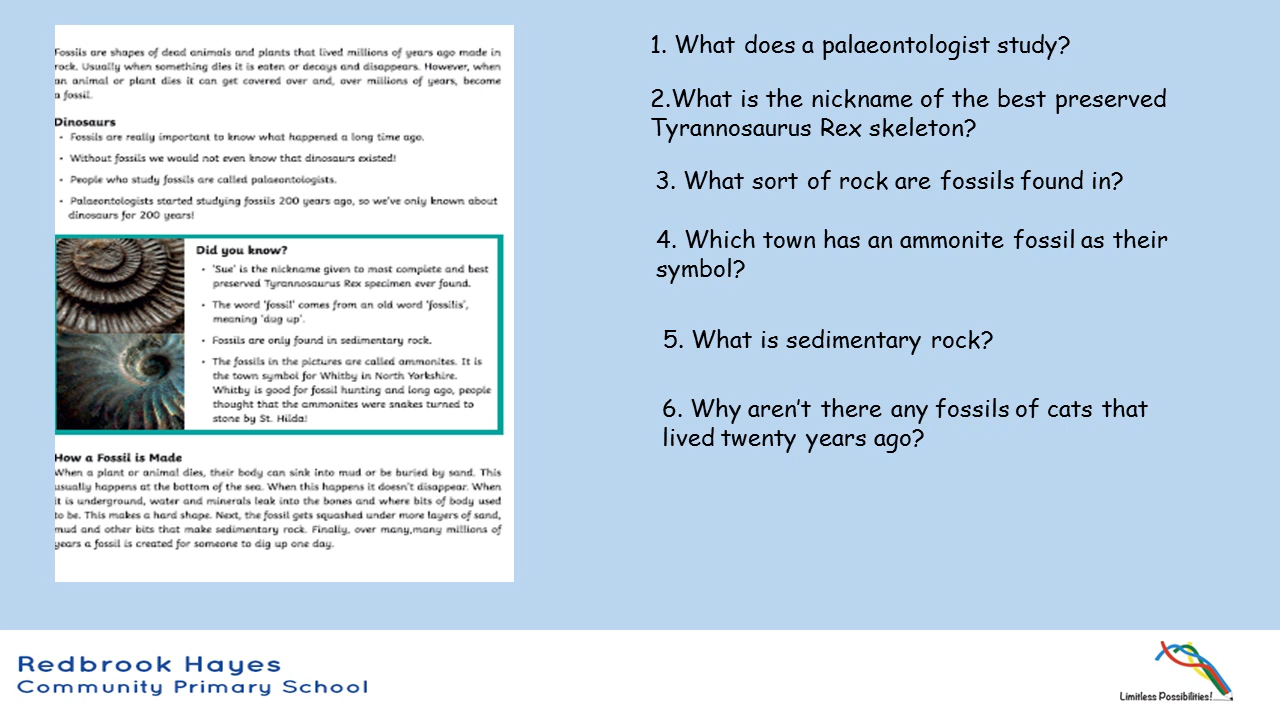 Fossils are shapes of dead animals and plants that lived millions of years ago made in
rock. Usually when something dies it is eaten or decays and disappears. However, when
an animal or plant dies it can get covered over and, over millions of years, become
a fossil.
Dinosaurs
• Fossils are really important to know what happened a long time ago.
• Without fossils we would not even know that dinosaurs existed!
• People who study fossils are called palaeontologists.
• Palaeontologists started studying fossils 200 years ago, so we've only known about
dinosaurs for 200 years!
Did you know?
• 'Sue' is the nickname given to most complete and best
preserved Tyrannosaurus Rex specimen ever found.
• The word 'fossil' comes from an old word 'fossilis',
meaning 'dug up'.
• Fossils are only found in sedimentary rock.
• The fossils in the pictures are called ammonites. It is
the town symbol for Whitby in North Yorkshire.
Whitby is good for fossil hunting and long ago, people
thought that the ammonites were snakes turned to
stone by St. Hilda!
How a Fossil is Made
When a plant or animal dies, their body can sink into mud or be buried by sand. This
usually happens at the bottom of the sea. When this happens it doesn't disappear. When
it is underground, water and minerals leak into the bones and where bits of body used
to be. This makes a hard shape. Next, the fossil gets squashed under more layers of sand,
mud and other bits that make sedimentary rock. Finally, over many,many millions of
years a fossil is created for someone to dig up one day.
1. What does a palaeontologist study?
2.What is the nickname of the best preserved
Tyrannosaurus Rex skeleton?
3. What sort of rock are fossils found in?
4. Which town has an ammonite fossil as their
symbol?
5. What is sedimentary rock?
6. Why aren't there any fossils of cats that
lived twenty years ago?
Redbrook Hayes
Community Primary School
Limitless Possibilities!